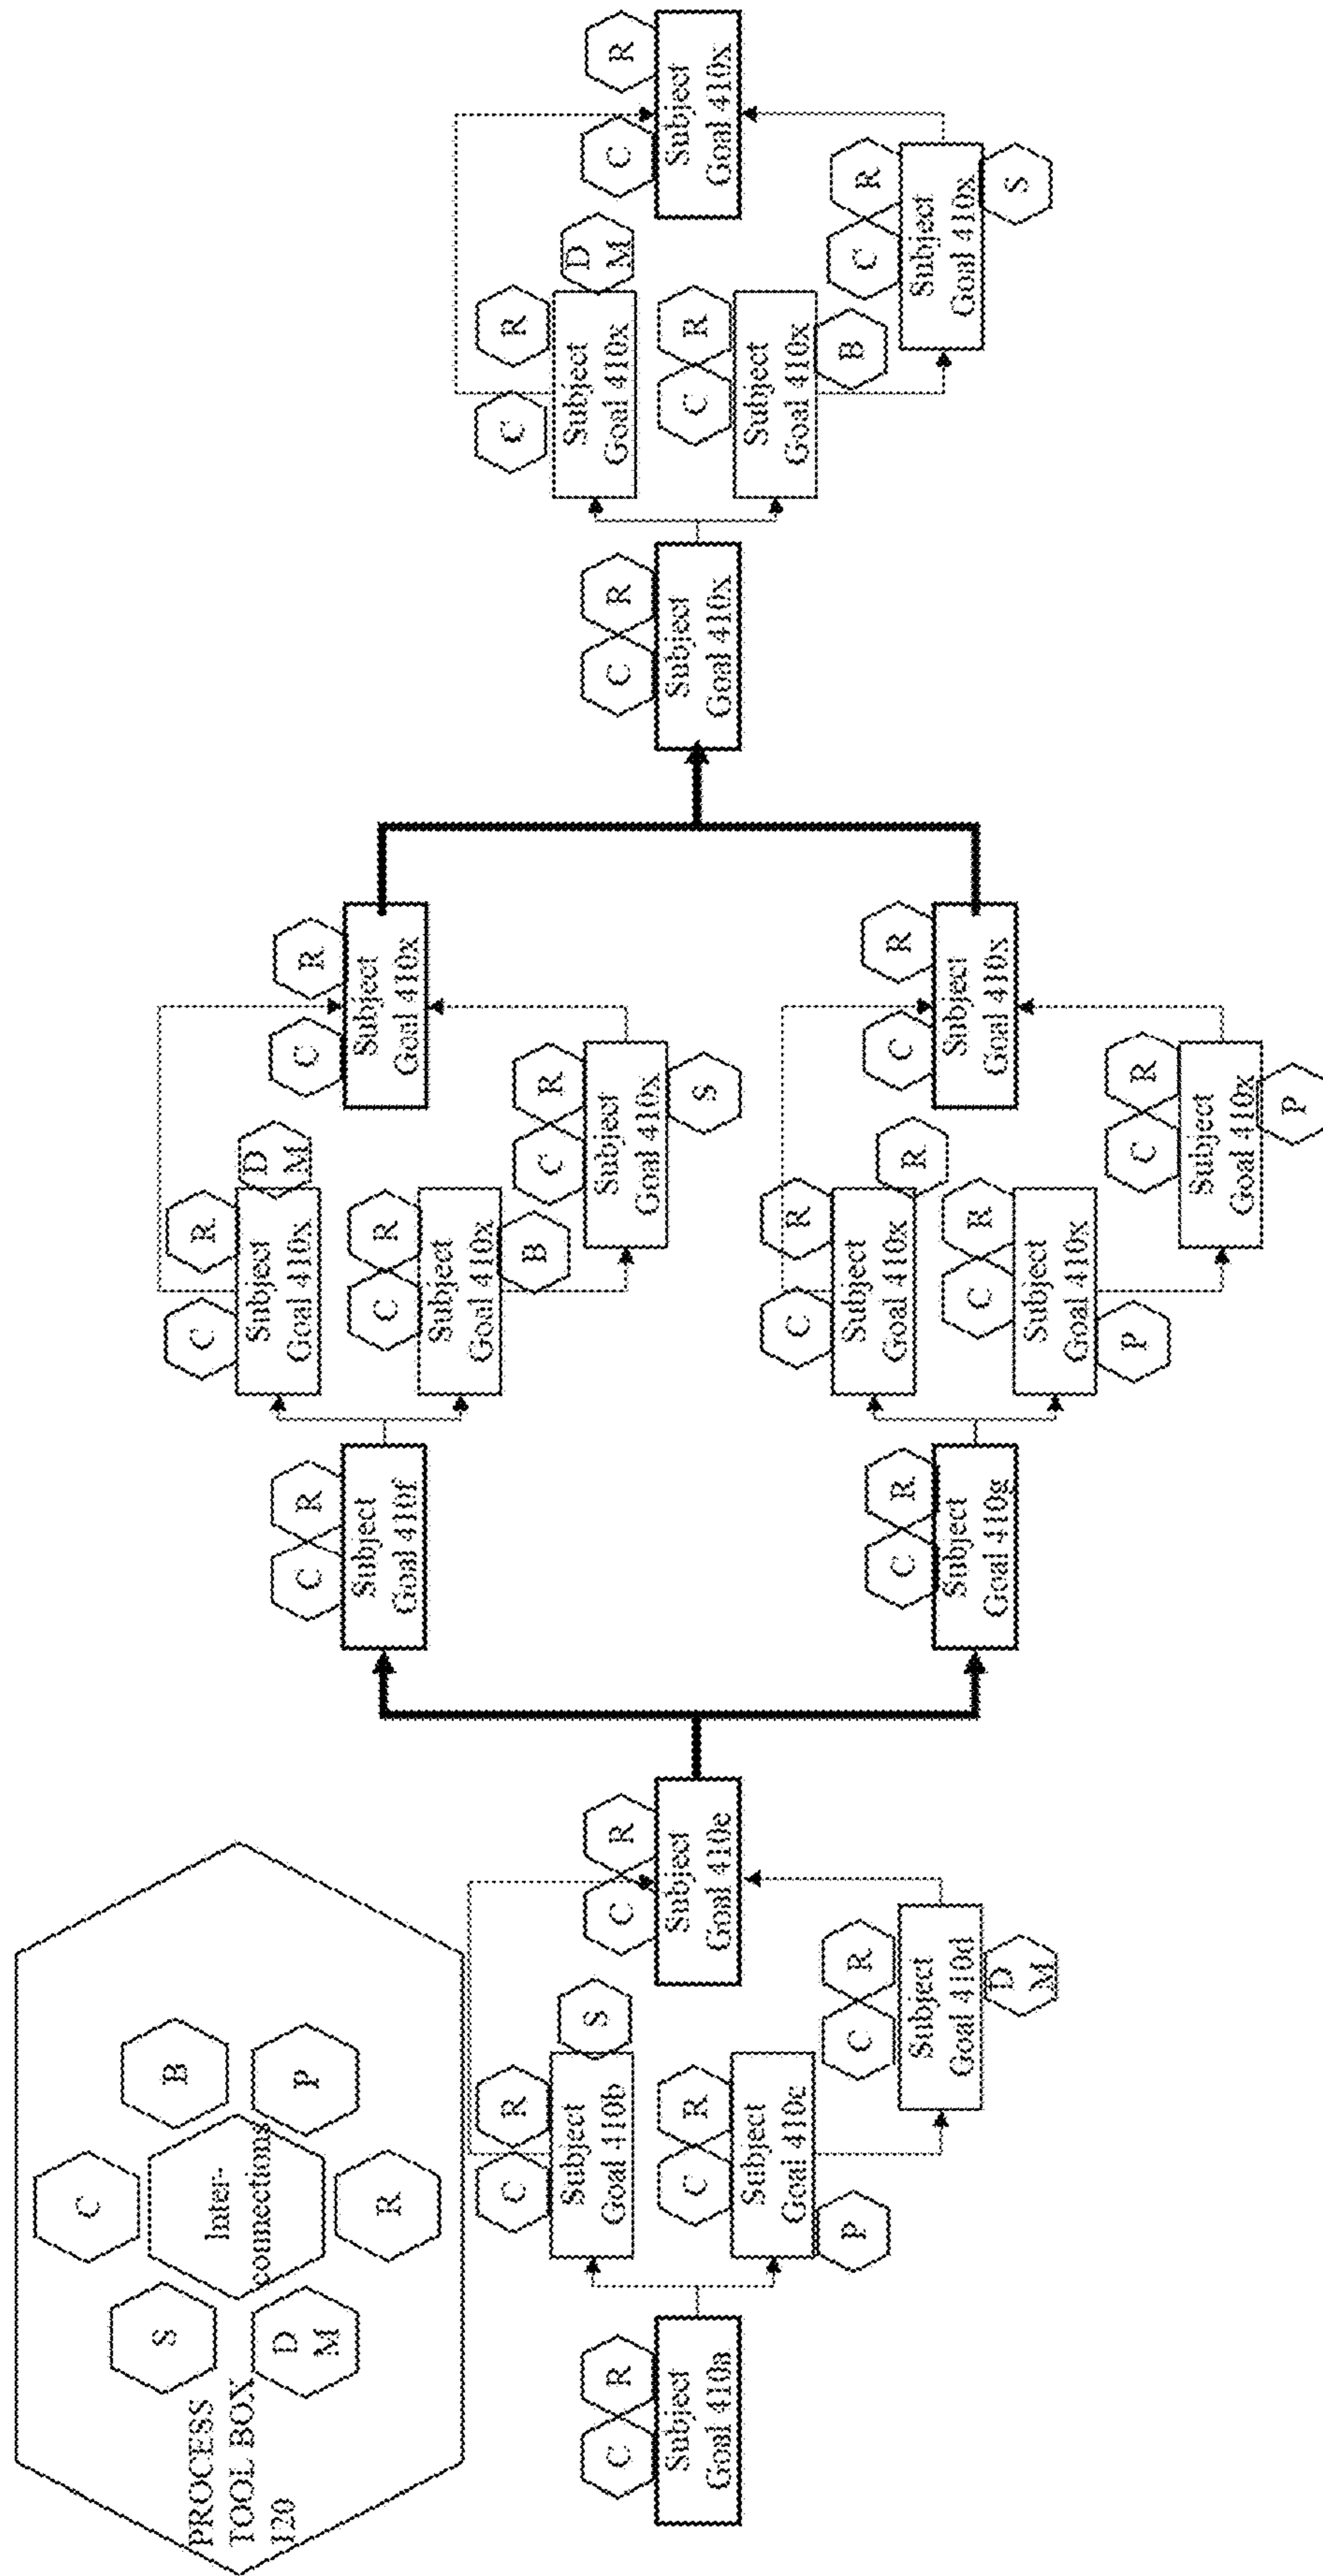 PROCESS
TOOL BOX
120
S
C
B
D
M
Inter-
connections
P
R
C
R
Subject
Goal 410a
C
R
Subject
Goal 410b
S
C
R
Subject
Goal 410c
P
C
R
Subject
Goal 410d
D
M
C
R
Subject
Goal 410e
C
R
Subject
Goal 410f
C
R
Subject
Goal 410x
D
M
C
R
Subject
Goal 410x
B
C
R
Subject
Goal 410x
S
C
R
Subject
Goal 410x
C
R
Subject
Goal 410g
C
R
Subject
Goal 410x
R
C
R
Subject
Goal 410x
P
C
R
Subject
Goal 410x
P
C
R
Subject
Goal 410x
C
R
Subject
Goal 410x
C
R
Subject
Goal 410x
D
M
C
R
Subject
Goal 410x
B
C
R
Subject
Goal 410x
S
C
R
Subject
Goal 410x